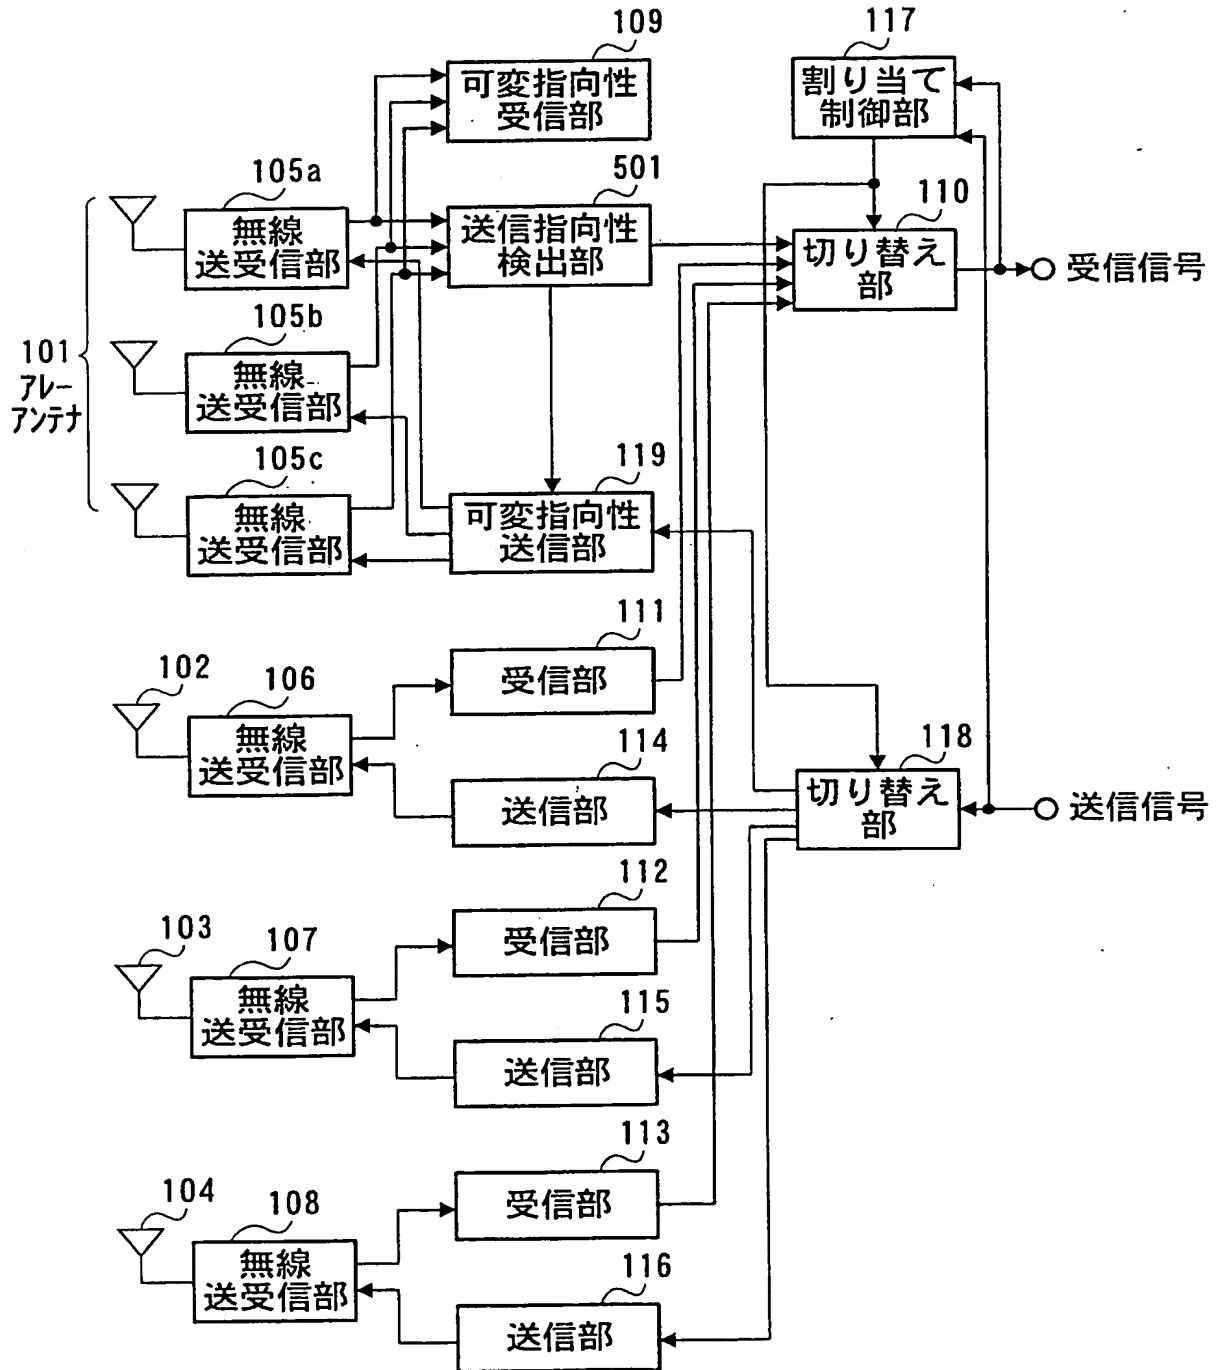 109
可変指向性
受信部
117
割り当て
制御部
105a
無線
送受信部
501
送信指向性
検出部
110
切り替え
部
受信信号
101
アレー
アンテナ
105b
無線
送受信部
105c
無線
送受信部
119
可変指向性
送信部
102
106
無線
送受信部
111
受信部
114
送信部
118
切り替え
部
送信信号
103
107
無線
送受信部
112
受信部
115
送信部
104
108
無線
送受信部
113
受信部
116
送信部